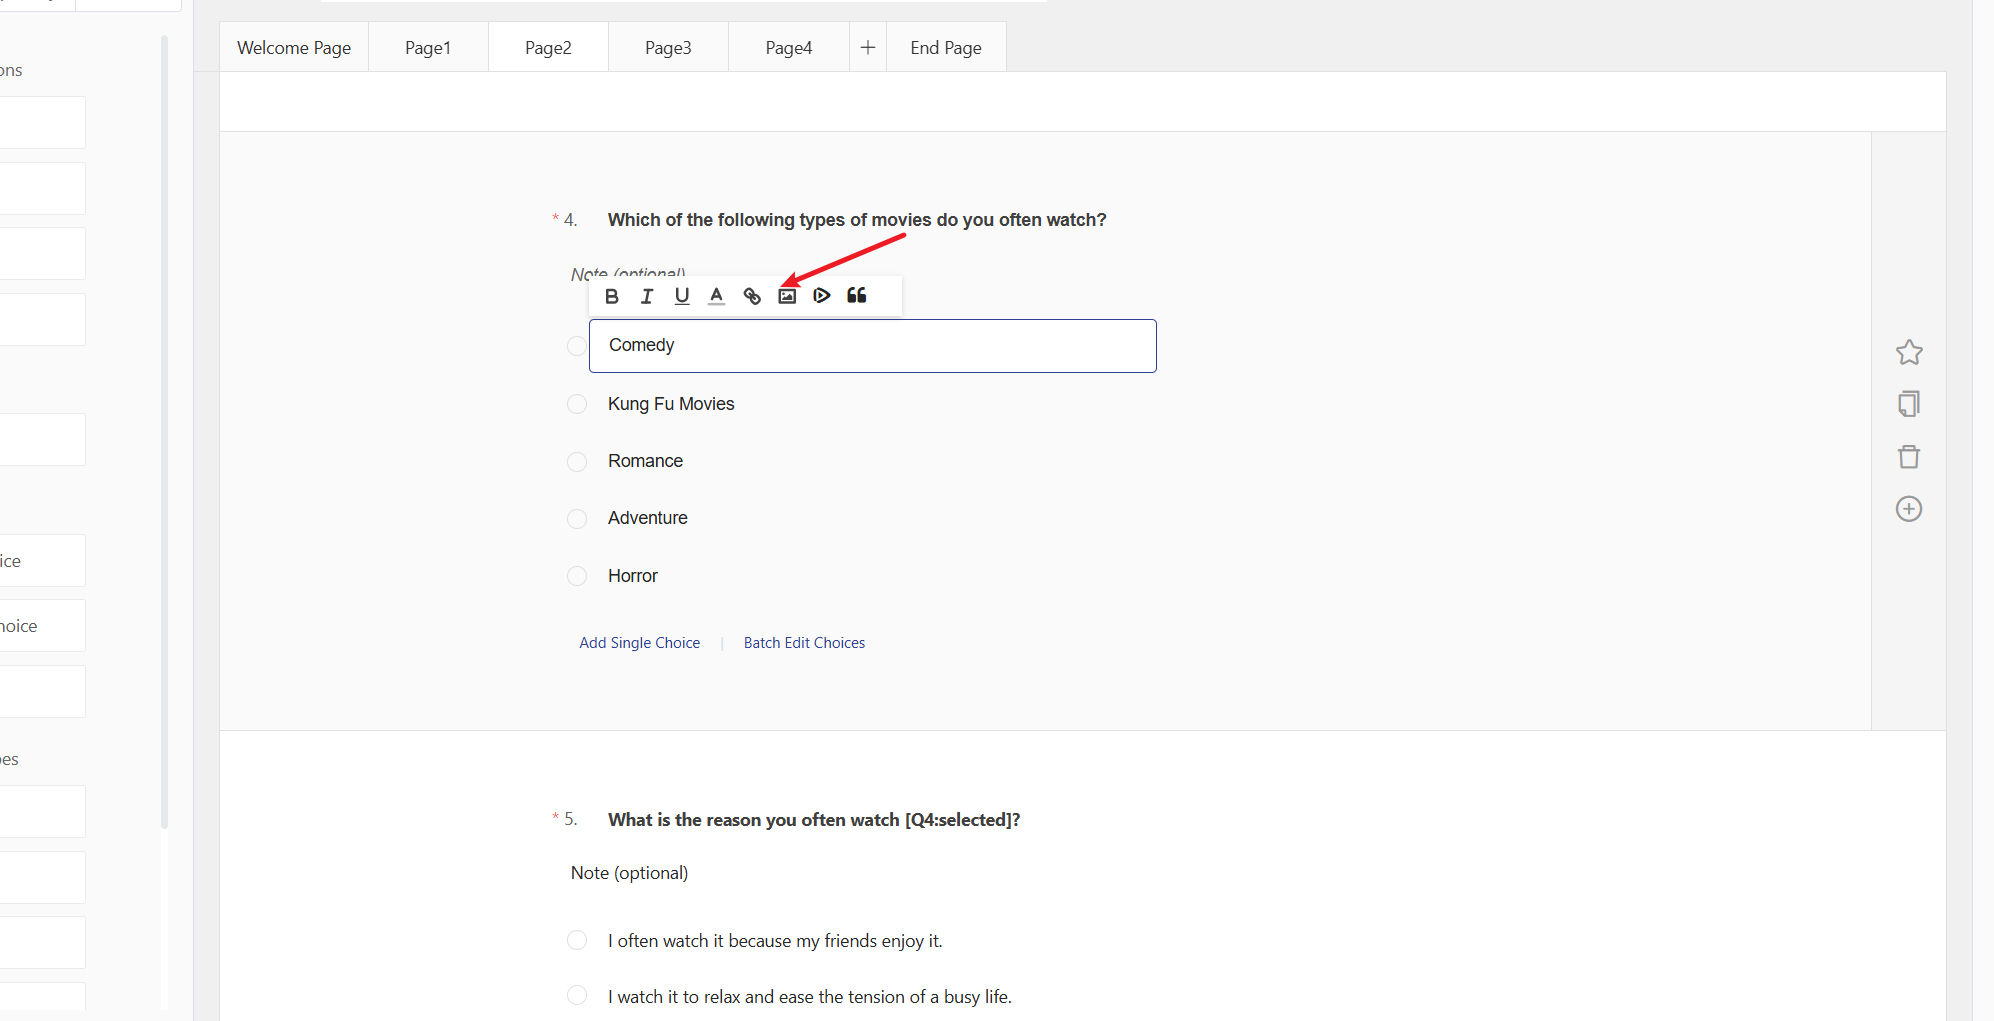 Welcome Page Page1 Page2 Page3 Page4 + End Page
ons
* 4. Which of the following types of movies do you often watch?
Note (optional)
B I U A
Comedy
Kung Fu Movies
Romance
Adventure
Horror
ice
hoice
Add Single Choice | Batch Edit Choices
es
* 5. What is the reason you often watch [Q4:selected]?
Note (optional)
I often watch it because my friends enjoy it.
I watch it to relax and ease the tension of a busy life.